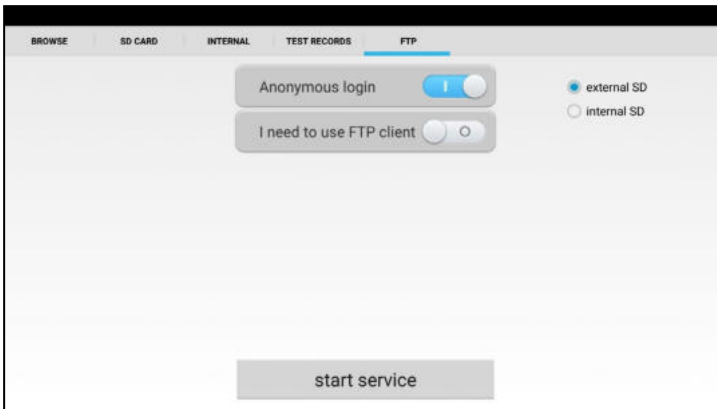 BROWSE SD CARD INTERNAL TEST RECORDS FTP
Anonymous login
external SD
internal SD
I need to use FTP client
start service